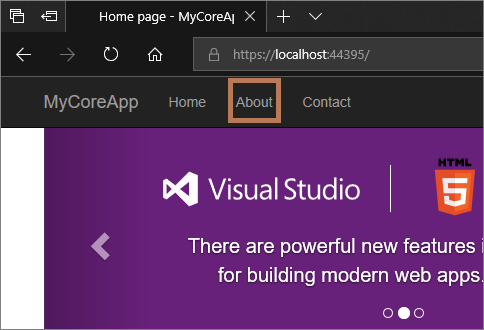 Home page - MyCoreAp
https://localhost:44395/
MyCoreApp Home About Contact
Visual Studio
HTML
5
There are powerful new features i
for building modern web apps.